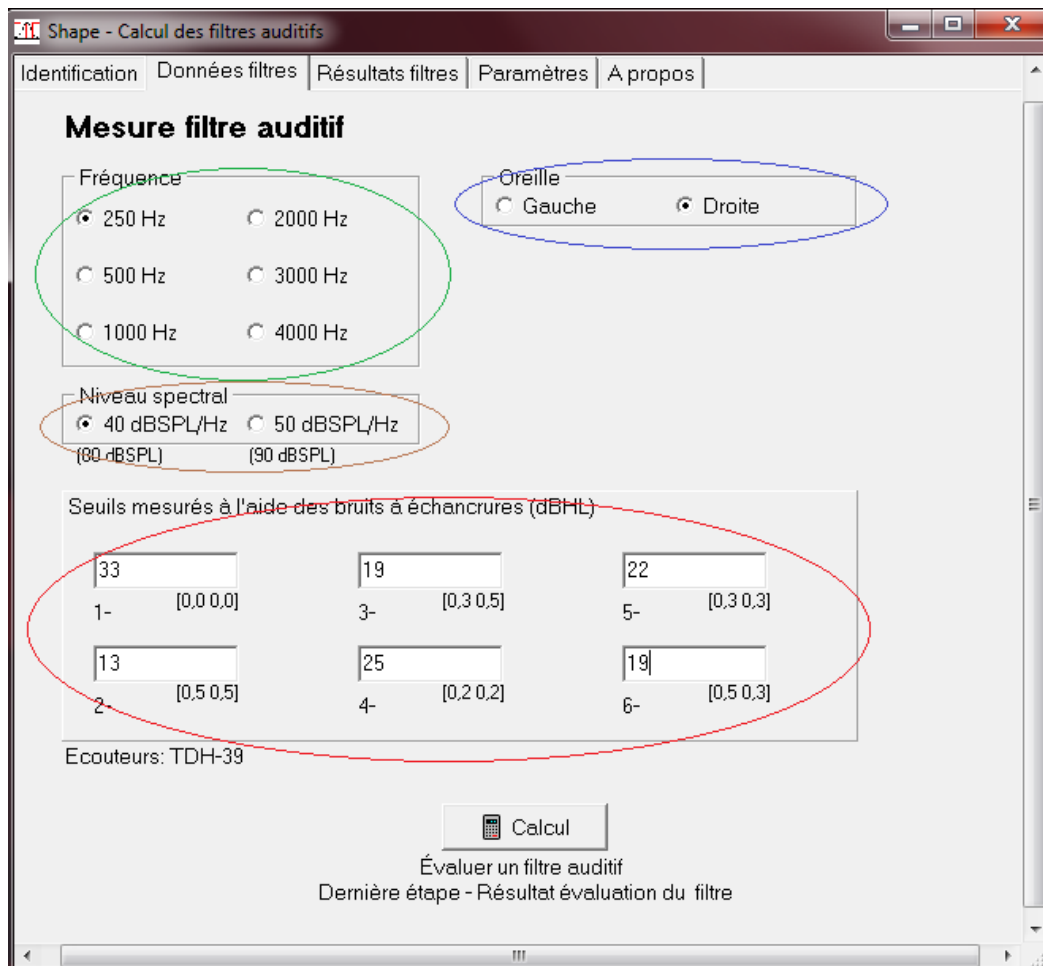 Shape - Calcul des filtres auditifs
Identification Données filtres Résultats filtres Paramètres A propos
Mesure filtre auditif
Fréquence
250 Hz 2000 Hz
500 Hz 3000 Hz
1000 Hz 4000 Hz
Oreille
Gauche Droite
Niveau spectral
40 dBSPL/Hz 50 dBSPL/Hz
(80 dBSPL) (90 dBSPL)
Seuils mesurés à l'aide des bruits à échancrures (dBHL)
33 19 22
1- [0,0 0,0] 3- [0,3 0,5] 5- [0,3 0,3]
13 25 19
2- [0,5 0,5] 4- [0,2 0,2] 6- [0,5 0,3]
Ecouteurs: TDH-39
Calcul
Évaluer un filtre auditif
Dernière étape - Résultat évaluation du filtre